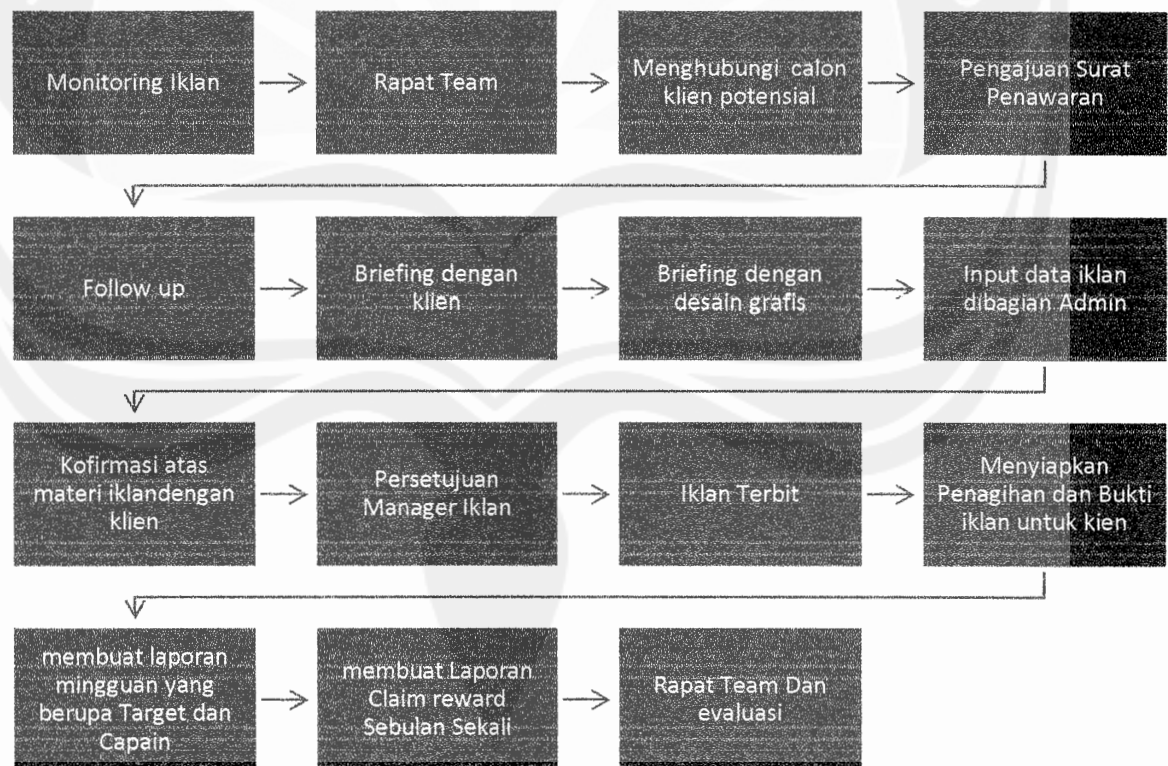 Monitoring Iklan
Rapat Team
Menghubungi calon
klien potensial
Pengajuan Surat
Penawaran
Follow up
Briefing dengan
klien
Briefing dengan
desain grafis
Input data iklan
dibagian Admin
Kofirmasi atas
materi iklandengan
klien
Persetujuan
Manager Iklan
Iklan Terbit
Menyiapkan
Penagihan dan Bukti
iklan untuk kien
membuat laporan
mingguan yang
berupa Target dan
Capain
membuat Laporan
Claim reward
Sebulan Sekali
Rapat Team Dan
evaluasi